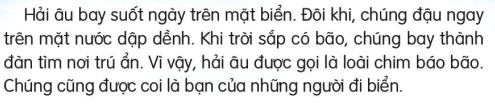 Hải âu bay suốt ngày trên mặt biển. Đôi khi, chúng đậu ngay
trên mặt nước dập dềnh. Khi trời sắp có bão, chúng bay thành
đàn tìm nơi trú ẩn. Vì vậy, hải âu được gọi là loài chim báo bão.
Chúng cũng được coi là bạn của những người đi biển.